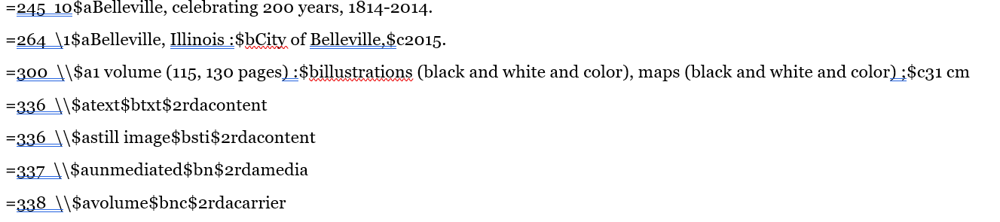 =245  10$aBelleville, celebrating 200 years, 1814-2014.
=264  \1$aBelleville, Illinois :$bCity of Belleville,$c2015.
=300  \\$a1 volume (115, 130 pages) :$billustrations (black and white and color), maps (black and white and color) ;$c31 cm
=336  \\$atext$btxt$2rdacontent
=336  \\$astill image$bsti$2rdacontent
=337  \\$aunmediated$bn$2rdamedia
=338  \\$avolume$bnc$2rdacarrier